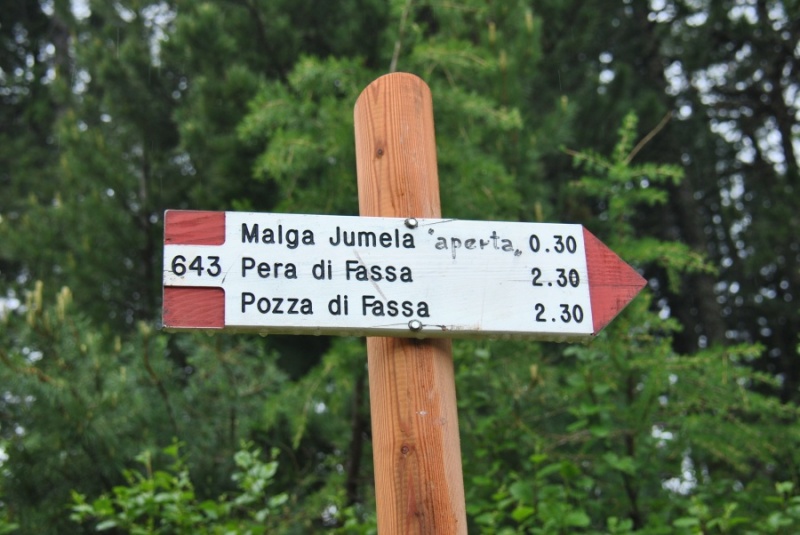 Malga Jumela "aperta" 0.30
643 Pera di Fassa 2.30
Pozza di Fassa 2.30